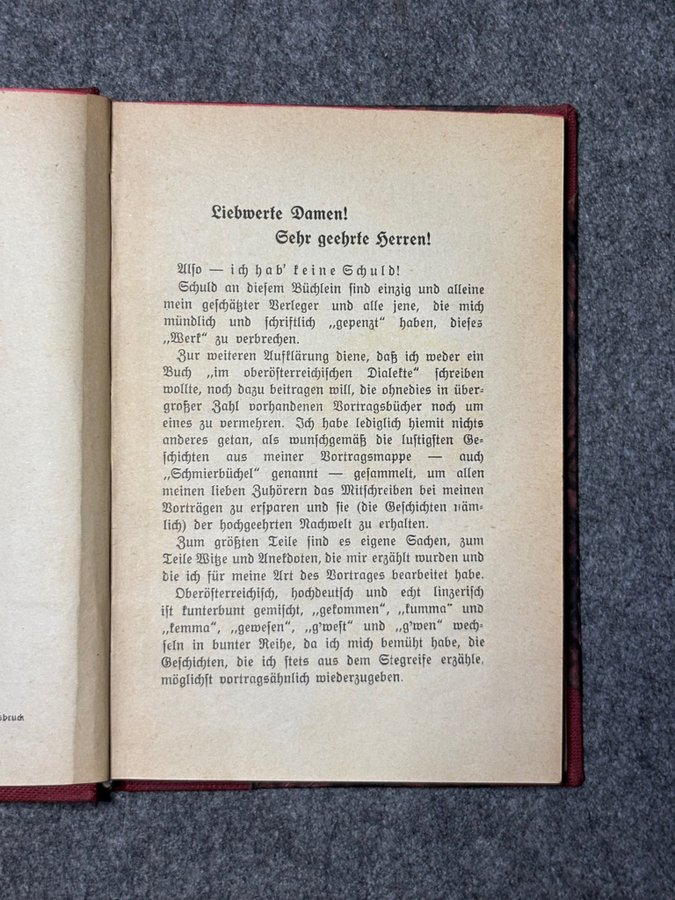 Liebwerte Damen!
Sehr geehrte Herren!
Also — ich hab' keine Schuld!
Schuld an diesem Büchlein sind einzig und alleine
mein geschätzter Verleger und alle jene, die mich
mündlich und schriftlich „gepenzt“ haben, dieses
„Werk“ zu verbrechen.
Zur weiteren Aufklärung diene, daß ich weder ein
Buch „im oberösterreichischen Dialekte“ schreiben
wollte, noch dazu beitragen will, die ohnedies in über-
großer Zahl vorhandenen Vortragsbücher noch um
eines zu vermehren. Ich habe lediglich hiemit nichts
anderes getan, als wunschgemäß die lustigsten Ge-
schichten aus meiner Vortragsmappe — auch
„Schmierbüchel“ genannt — gesammelt, um allen
meinen lieben Zuhörern das Mitschreiben bei meinen
Vorträgen zu ersparen und sie (die Geschichten näm-
lich) der hochgeehrten Nachwelt zu erhalten.
Zum größten Teile sind es eigene Sachen, zum
Teile Witze und Anekdoten, die mir erzählt wurden und
die ich für meine Art des Vortrages bearbeitet habe.
Oberösterreichisch, hochdeutsch und echt linzerisch
ist kunterbunt gemischt, „gekommen“, „kumma“ und
„kemma“, „gewesen“, „g'west“ und „g'wen“ wech-
seln in bunter Reihe, da ich mich bemüht habe, die
Geschichten, die ich stets aus dem Stegreife erzähle,
möglichst vortragsähnlich wiederzugeben.
sbruck